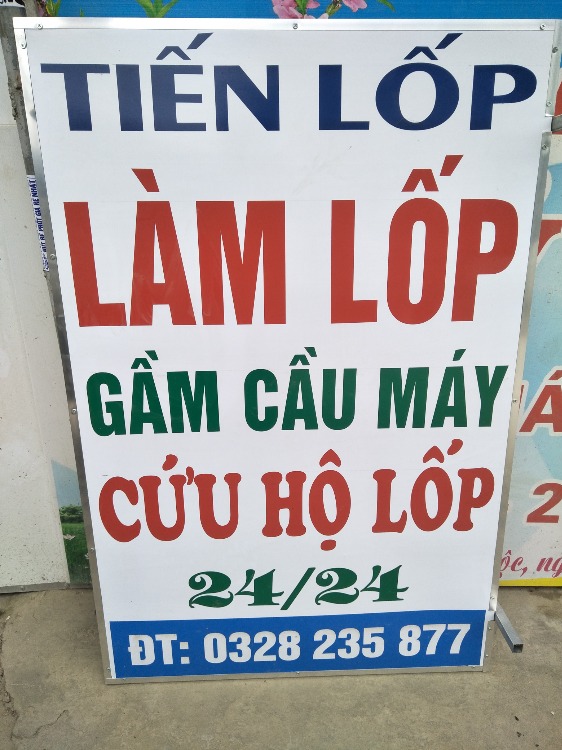 TIẾN LỐP
LÀM LỐP
GẦM CẦU MÁY
CỨU HỘ LỐP
24/24
ĐT: 0328 235 877